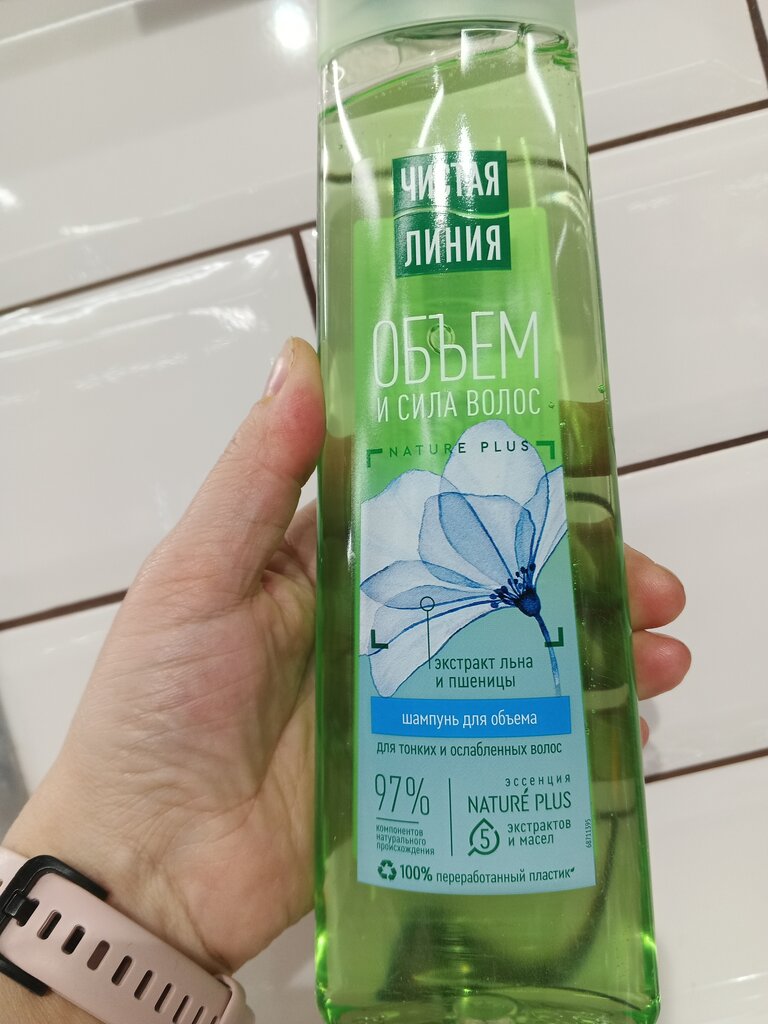 ЧИСТАЯ
ЛИНИЯ
ОБЪЕМ
И СИЛА ВОЛОС
NATURE PLUS
экстракт льна
и пшеницы
шампунь для объема
для тонких и ослабленных волос
97%
компонентов
натурального
происхождения
эссенция
NATURÉ PLUS
5 экстрактов
и масел
100% переработанный пластик
68711395